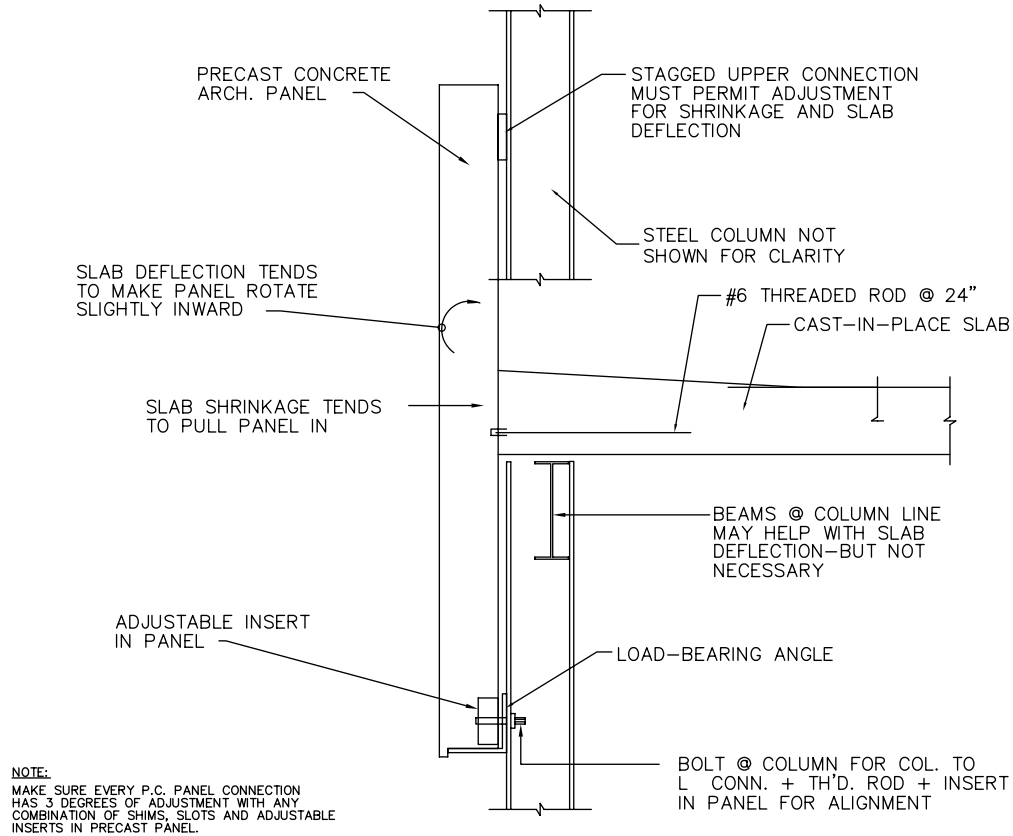 PRECAST CONCRETE
ARCH. PANEL
STAGGED UPPER CONNECTION
MUST PERMIT ADJUSTMENT
FOR SHRINKAGE AND SLAB
DEFLECTION
STEEL COLUMN NOT
SHOWN FOR CLARITY
SLAB DEFLECTION TENDS
TO MAKE PANEL ROTATE
SLIGHTLY INWARD
#6 THREADED ROD @ 24"
CAST-IN-PLACE SLAB
SLAB SHRINKAGE TENDS
TO PULL PANEL IN
BEAMS @ COLUMN LINE
MAY HELP WITH SLAB
DEFLECTION-BUT NOT
NECESSARY
ADJUSTABLE INSERT
IN PANEL
LOAD-BEARING ANGLE
BOLT @ COLUMN FOR COL. TO
L CONN. + TH'D. ROD + INSERT
IN PANEL FOR ALIGNMENT
NOTE:
MAKE SURE EVERY P.C. PANEL CONNECTION
HAS 3 DEGREES OF ADJUSTMENT WITH ANY
COMBINATION OF SHIMS, SLOTS AND ADJUSTABLE
INSERTS IN PRECAST PANEL.